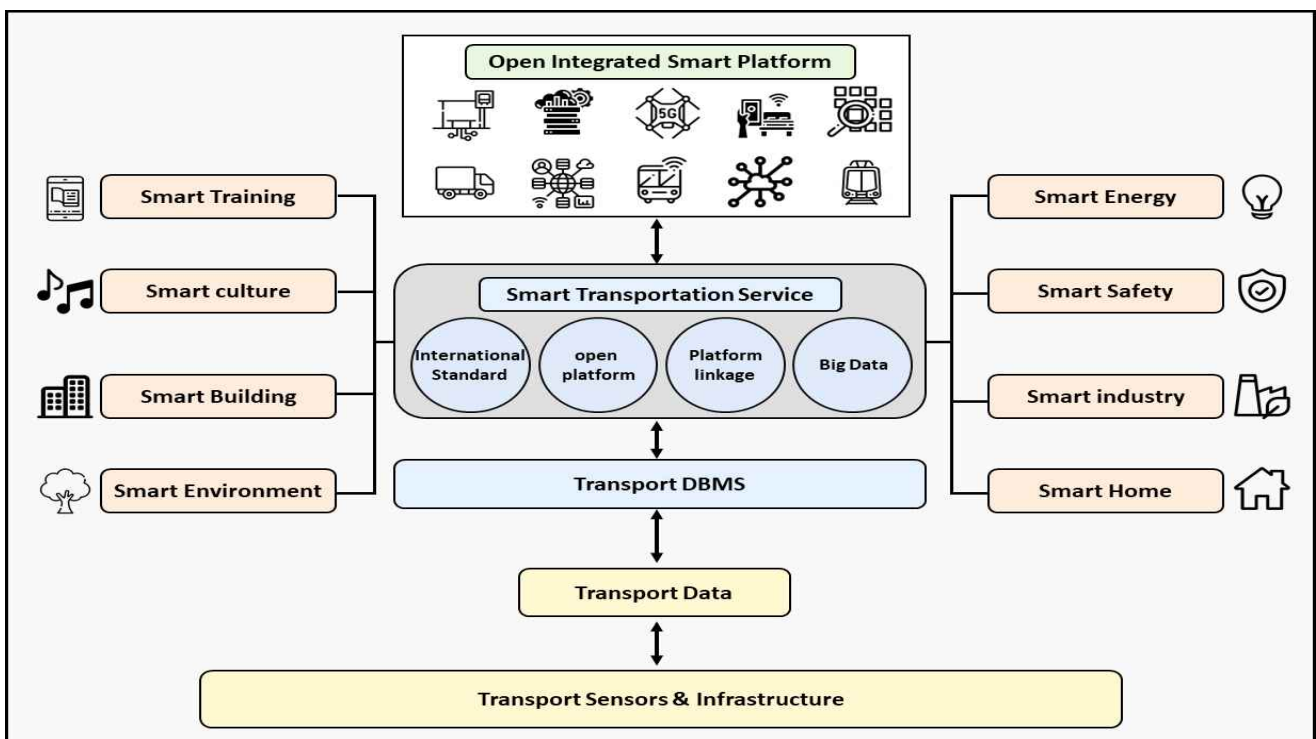 Open Integrated Smart Platform
5G
Smart Training
Smart culture
Smart Building
Smart Environment
Smart Transportation Service
International
Standard
open
platform
Platform
linkage
Big Data
Smart Energy
Smart Safety
Smart industry
Smart Home
Transport DBMS
Transport Data
Transport Sensors & Infrastructure